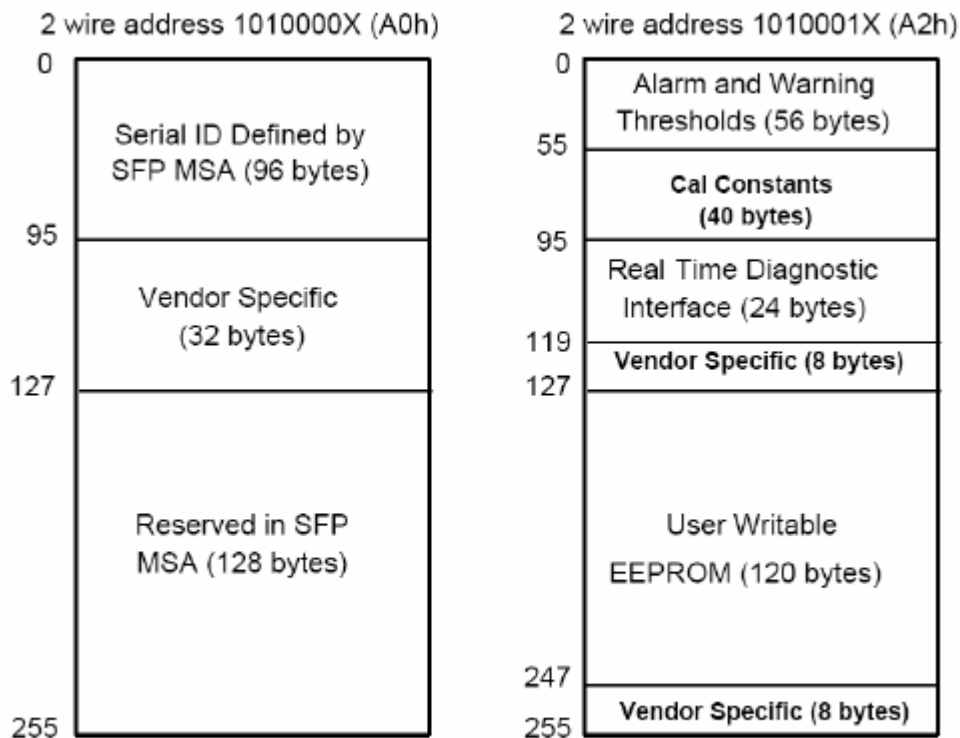 2 wire address 1010000X (A0h)
0
Serial ID Defined by
SFP MSA (96 bytes)
95
Vendor Specific
(32 bytes)
127
Reserved in SFP
MSA (128 bytes)
255
2 wire address 1010001X (A2h)
0
Alarm and Warning
Thresholds (56 bytes)
55
Cal Constants
(40 bytes)
95
Real Time Diagnostic
Interface (24 bytes)
119
Vendor Specific (8 bytes)
127
User Writable
EEPROM (120 bytes)
247
Vendor Specific (8 bytes)
255